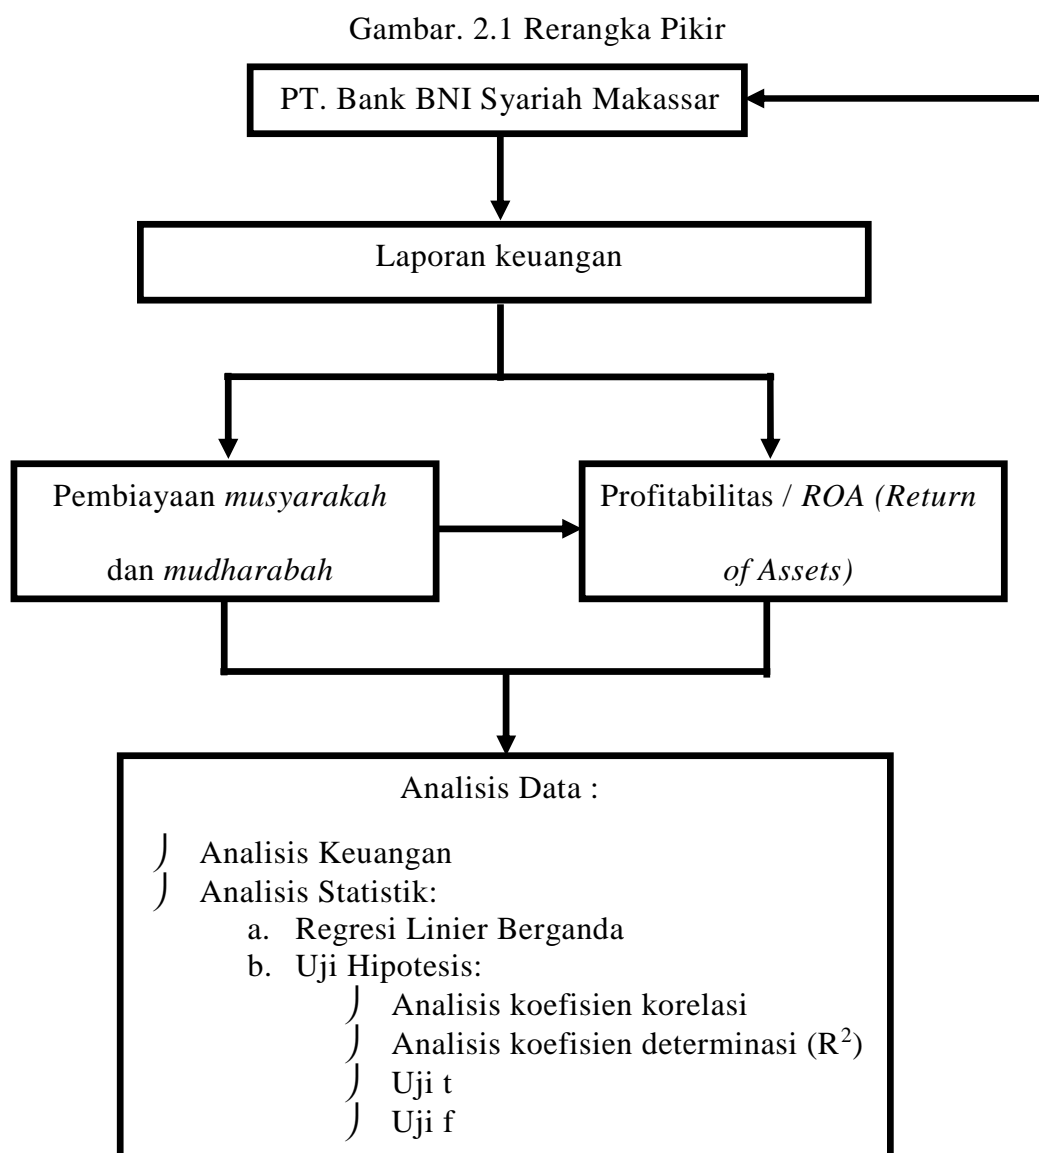 Gambar. 2.1 Rerangka Pikir
PT. Bank BNI Syariah Makassar
Laporan keuangan
Pembiayaan musyarakah
dan mudharabah
Profitabilitas / ROA (Return
of Assets)
Analisis Data :
Analisis Keuangan
Analisis Statistik:
a. Regresi Linier Berganda
b. Uji Hipotesis:
Analisis koefisien korelasi
Analisis koefisien determinasi (R²)
Uji t
Uji f